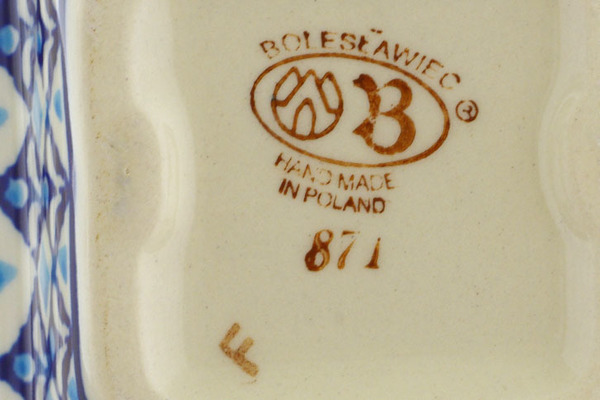 BOLESŁAWIEC ®
B
HAND MADE
IN POLAND
871
F